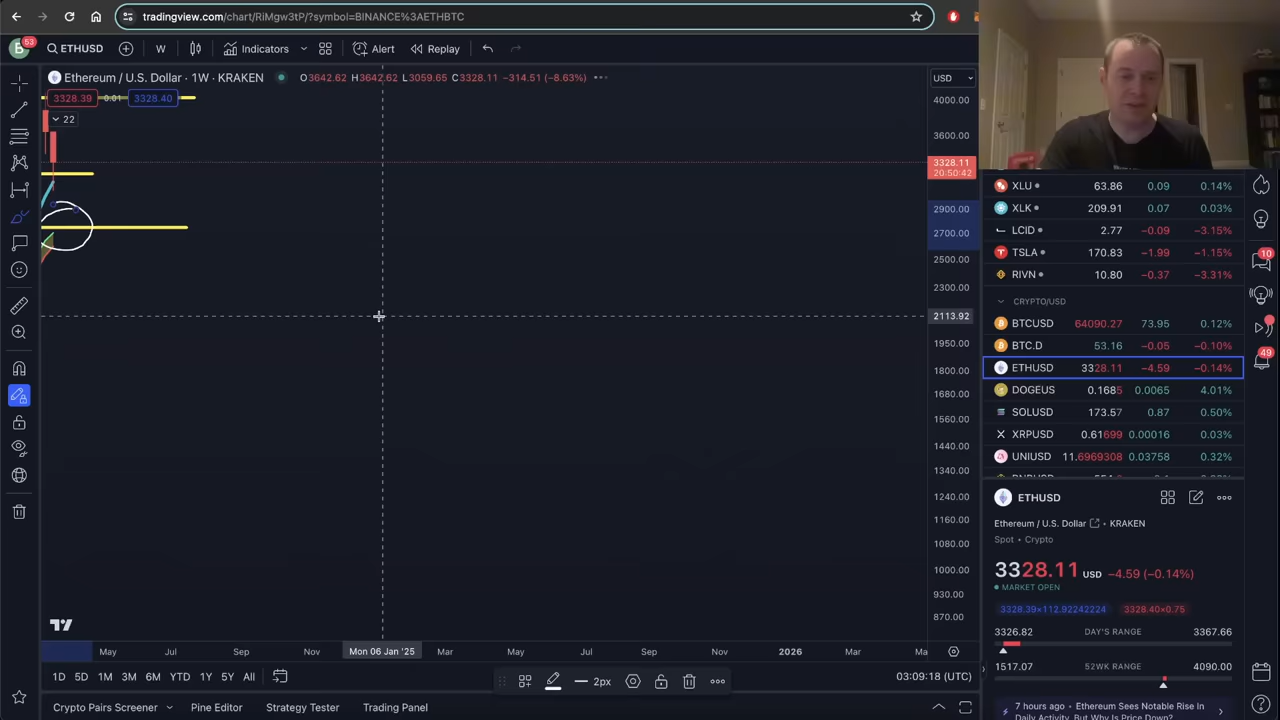 tradingview.com/chart/RiMgw3tP/?symbol=BINANCE%3AETHBTC
B 53 ETHUSD W Indicators Alert Replay
Ethereum / U.S. Dollar · 1W · KRAKEN O3642.62 H3642.62 L3059.65 C3328.11 −314.51 (−8.63%)
3328.39 0.01 3328.40
22
USD
4000.00
3600.00
3328.11
20:50:42
2900.00
2700.00
2500.00
2300.00
2113.92
1950.00
1800.00
1680.00
1560.00
1440.00
1340.00
1240.00
1160.00
1080.00
1000.00
930.00
870.00
May Jul Sep Nov Mon 06 Jan '25 Mar May Jul Sep Nov 2026 Mar Ma
1D 5D 1M 3M 6M YTD 1Y 5Y All 2px 03:09:18 (UTC)
Crypto Pairs Screener Pine Editor Strategy Tester Trading Panel
XLU 63.86 0.09 0.14%
XLK 209.91 0.07 0.03%
LCID 2.77 −0.09 −3.15%
TSLA 170.83 −1.99 −1.15%
RIVN 10.80 −0.37 −3.31%
CRYPTO/USD
BTCUSD 64090.27 73.95 0.12%
BTC.D 53.16 −0.05 −0.10%
ETHUSD 3328.11 −4.59 −0.14%
DOGEUS 0.1685 0.0065 4.01%
SOLUSD 173.57 0.87 0.50%
XRPUSD 0.61699 0.00016 0.03%
UNIUSD 11.6969308 0.03758 0.32%
ETHUSD
Ethereum / U.S. Dollar · KRAKEN
Spot · Crypto
3328.11 USD −4.59 (−0.14%)
MARKET OPEN
3328.39×112.92242224 3328.40×0.75
3326.82 DAY'S RANGE 3367.66
1517.07 52WK RANGE 4090.00
7 hours ago · Ethereum Sees Notable Rise In
Daily Activity, But Why Is Price Down?
10
49